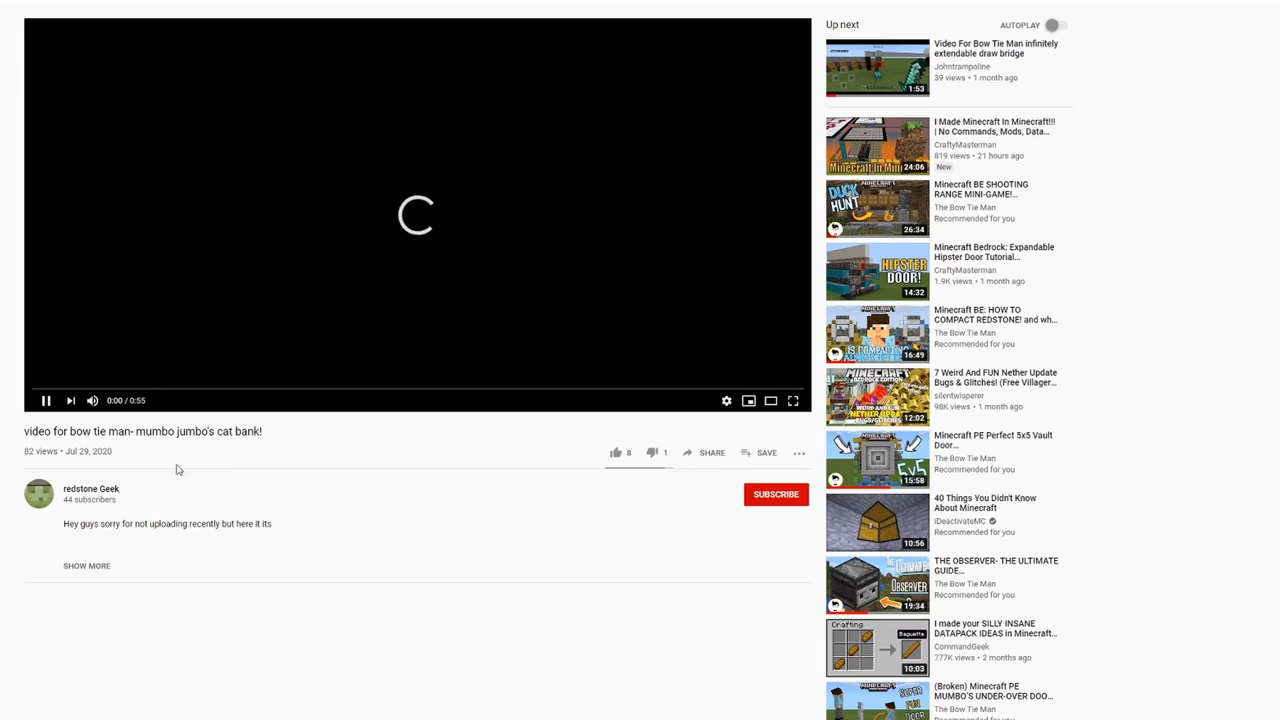 Up next
AUTOPLAY
Video For Bow Tie Man infinitely
extendable draw bridge
Johntrampoline
39 views • 1 month ago
1:53
I Made Minecraft In Minecraft!!!
| No Commands, Mods, Data...
CraftyMasterman
819 views • 21 hours ago
New
24:06
Minecraft BE SHOOTING
RANGE MINI-GAME!...
The Bow Tie Man
Recommended for you
DUCK
HUNT
26:34
Minecraft Bedrock: Expandable
Hipster Door Tutorial...
CraftyMasterman
1.9K views • 1 month ago
HIPSTER
DOOR!
14:32
Minecraft BE: HOW TO
COMPACT REDSTONE! and wh...
The Bow Tie Man
Recommended for you
16:49
7 Weird And FUN Nether Update
Bugs & Glitches! (Free Villager...
silentwisperer
98K views • 1 month ago
MINECRAFT
12:02
Minecraft PE Perfect 5x5 Vault
Door...
The Bow Tie Man
Recommended for you
5x5
15:58
40 Things You Didn't Know
About Minecraft
iDeactivateMC
Recommended for you
10:56
THE OBSERVER- THE ULTIMATE
GUIDE...
The Bow Tie Man
Recommended for you
19:34
I made your SILLY INSANE
DATAPACK IDEAS in Minecraft...
CommandGeek
777K views • 2 months ago
Crafting
Baguette
10:03
(Broken) Minecraft PE
MUMBO'S UNDER-OVER DOO...
The Bow Tie Man
0:00 / 0:55
video for bow tie man- mumbo jumbo's cat bank!
82 views • Jul 29, 2020
8
1
SHARE
SAVE
redstone Geek
44 subscribers
SUBSCRIBE
Hey guys sorry for not uploading recently but here it its
SHOW MORE